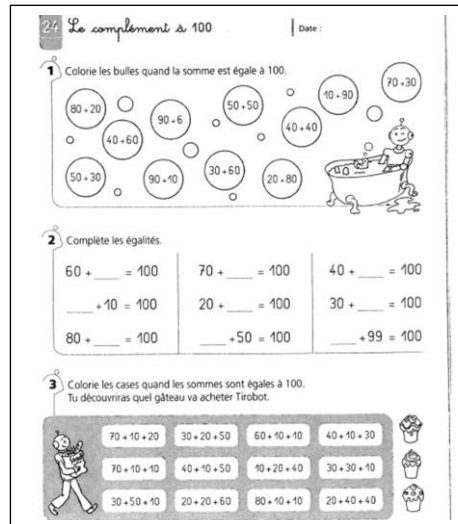 24 Le complément à 100
Date :
1 Colorie les bulles quand la somme est égale à 100.
80+20
90+6
50+50
10+90
70+30
40+60
40+40
50+30
90+10
30+60
20+80
2 Complète les égalités.
60 + ____ = 100
70 + ____ = 100
40 + ____ = 100
____ +10 = 100
20 + ____ = 100
30 + ____ = 100
80 + ____ = 100
____ +50 = 100
____ +99 = 100
3 Colorie les cases quand les sommes sont égales à 100.
Tu découvriras quel gâteau va acheter Tirobot.
70+10+20
30+20+50
60+10+10
40+10+30
70+10+10
40+10+50
10+20+40
30+30+10
30+50+10
20+20+60
80+10+10
20+40+40